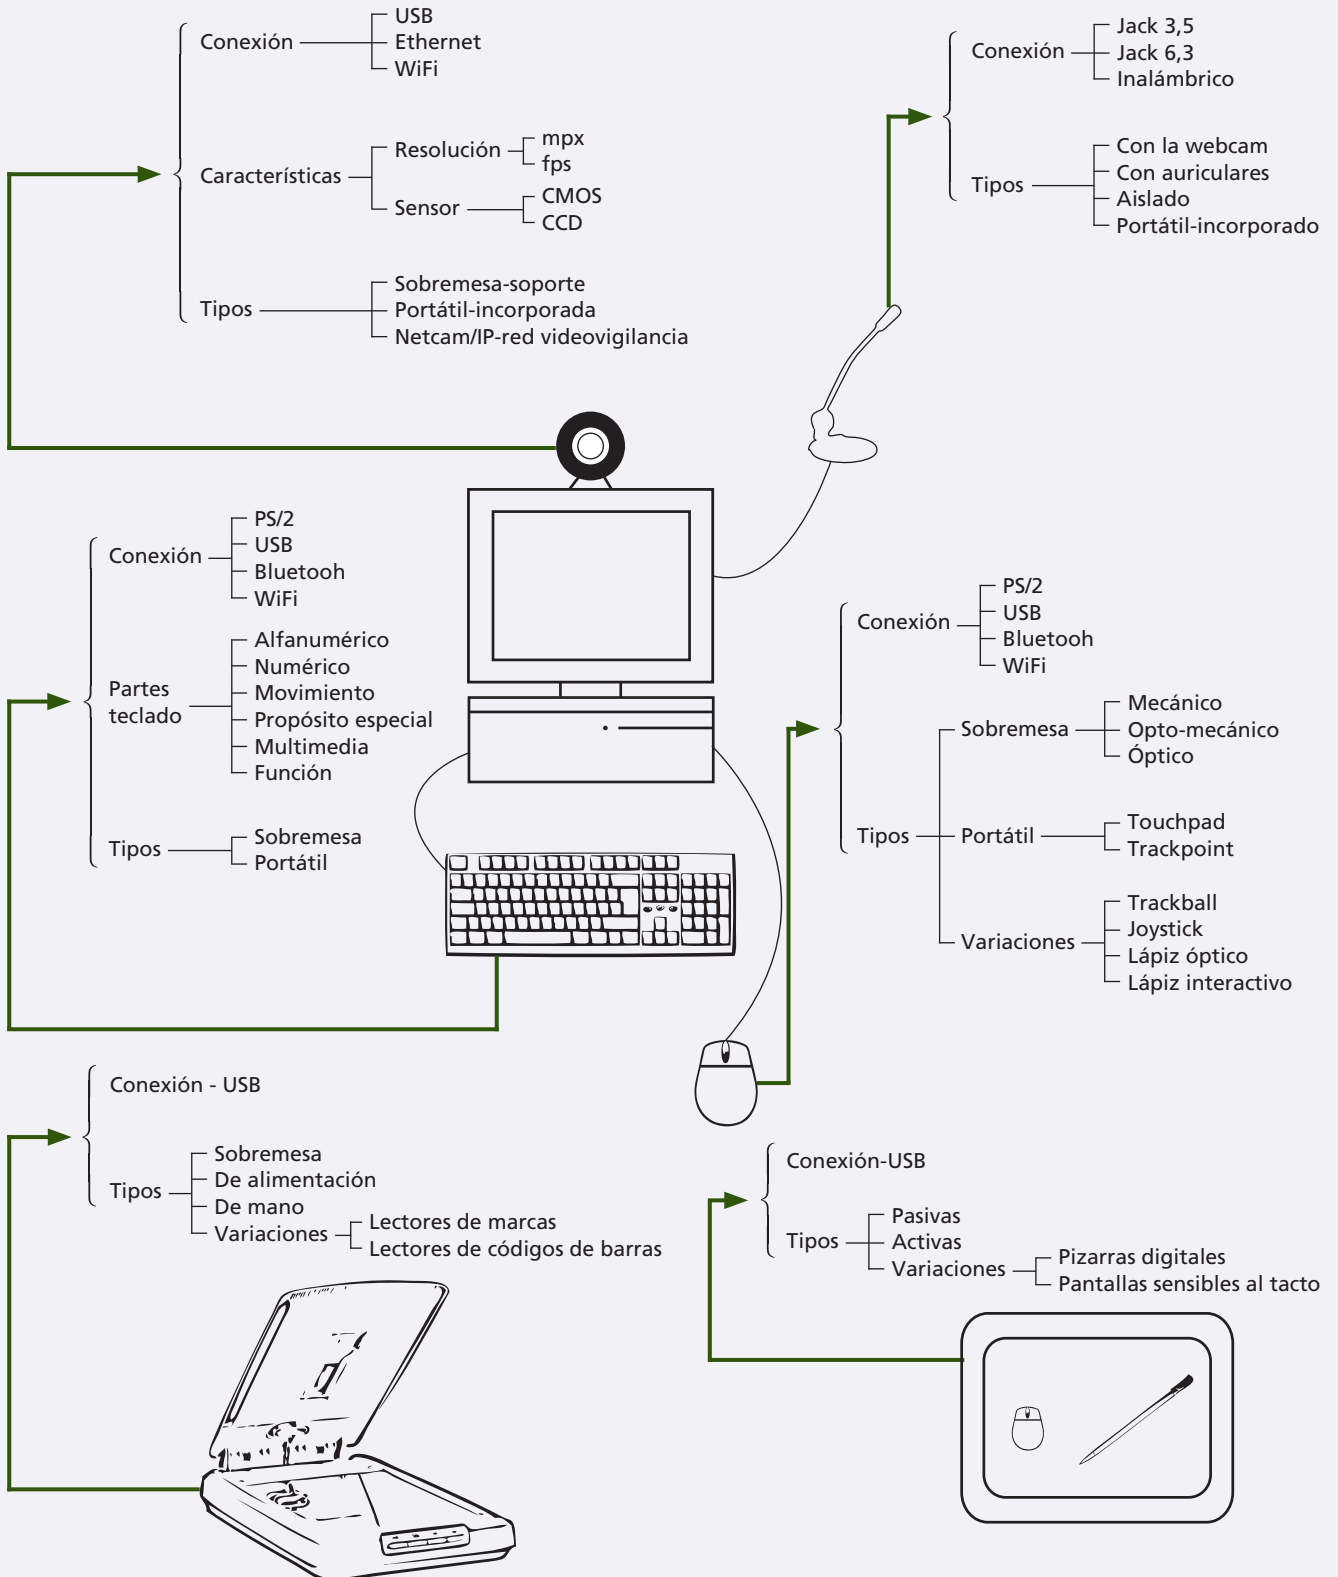 Conexión
USB
Ethernet
WiFi
Características
Resolución
mpx
fps
Sensor
CMOS
CCD
Tipos
Sobremesa-soporte
Portátil-incorporada
Netcam/IP-red videovigilancia
Conexión
Jack 3,5
Jack 6,3
Inalámbrico
Tipos
Con la webcam
Con auriculares
Aislado
Portátil-incorporado
Conexión
PS/2
USB
Bluetooh
WiFi
Partes
teclado
Alfanumérico
Numérico
Movimiento
Propósito especial
Multimedia
Función
Tipos
Sobremesa
Portátil
Conexión
PS/2
USB
Bluetooh
WiFi
Tipos
Sobremesa
Mecánico
Opto-mecánico
Óptico
Portátil
Touchpad
Trackpoint
Variaciones
Trackball
Joystick
Lápiz óptico
Lápiz interactivo
Conexión - USB
Tipos
Sobremesa
De alimentación
De mano
Variaciones
Lectores de marcas
Lectores de códigos de barras
Conexión-USB
Tipos
Pasivas
Activas
Variaciones
Pizarras digitales
Pantallas sensibles al tacto